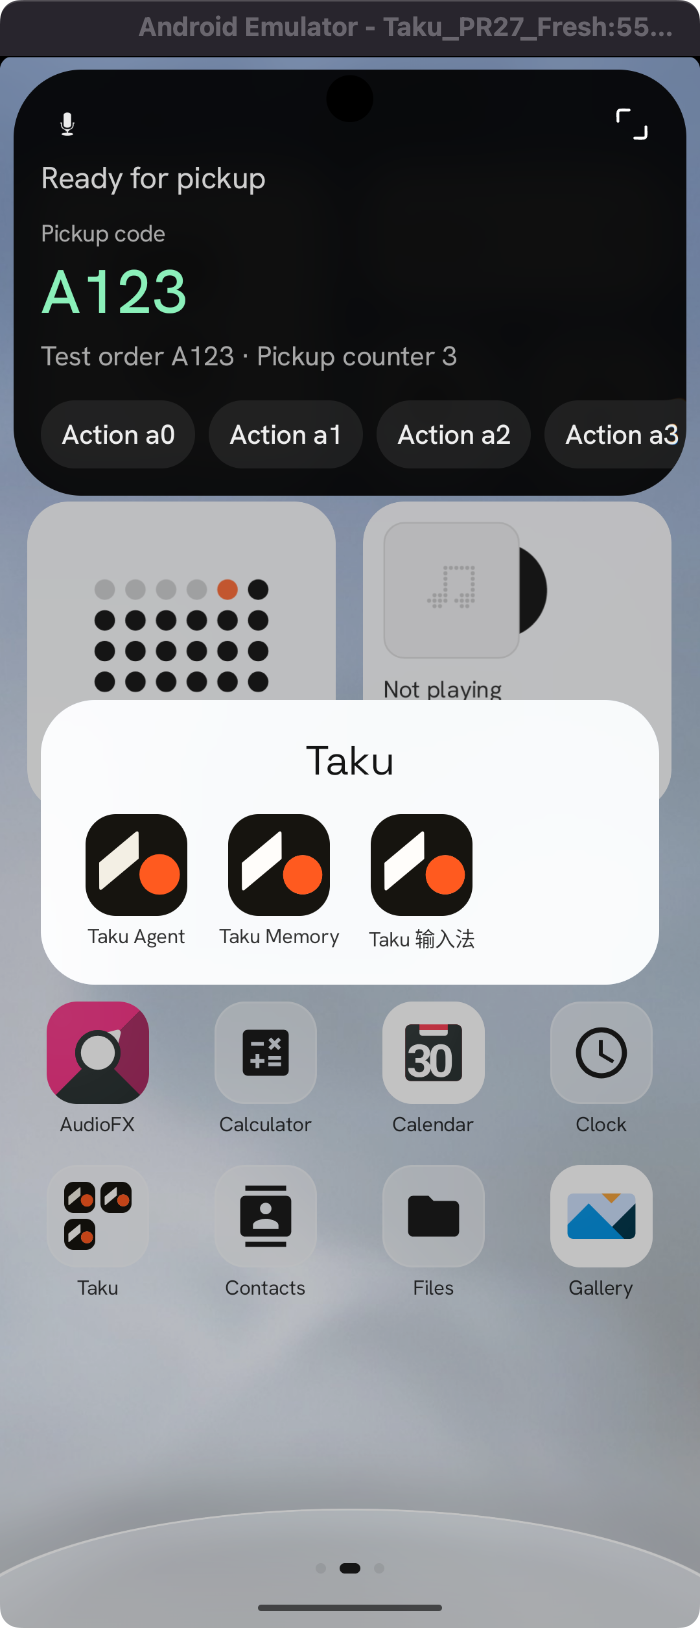 Android Emulator - Taku_PR27_Fresh:55...
Ready for pickup
Pickup code
A123
Test order A123 · Pickup counter 3
Action a0 Action a1 Action a2 Action a3
Not playing
Taku
Taku Agent Taku Memory Taku 输入法
30
AudioFX Calculator Calendar Clock
Taku Contacts Files Gallery